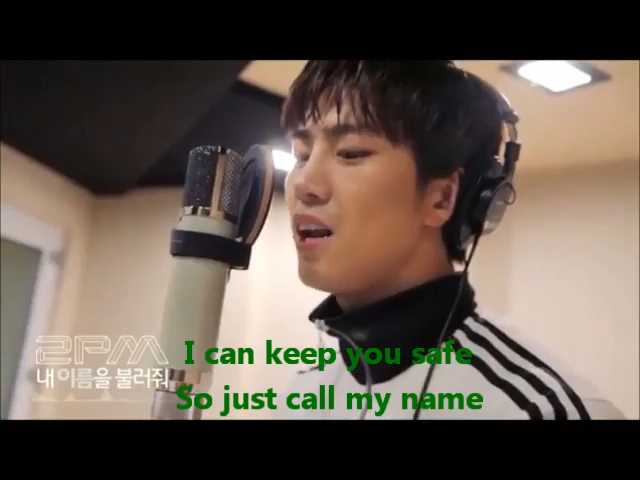 2PM
내 이름을 불러줘
I can keep you safe
So just call my name